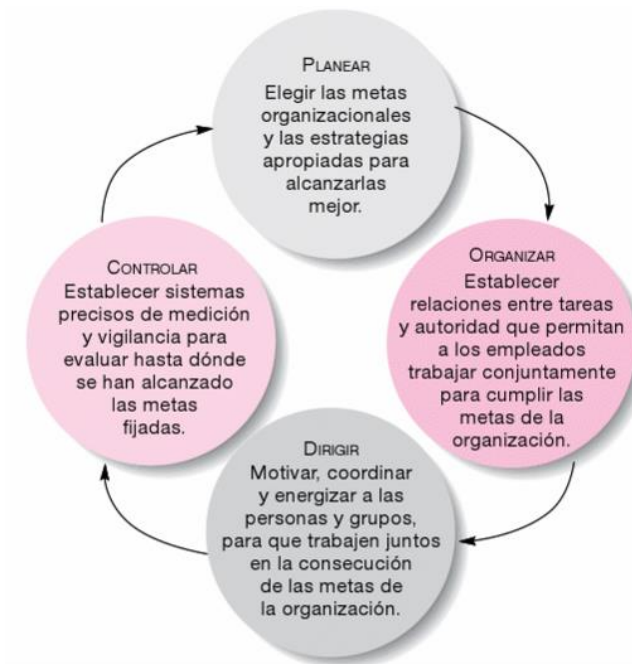 PLANEAR
Elegir las metas
organizacionales
y las estrategias
apropiadas para
alcanzarlas
mejor.
ORGANIZAR
Establecer
relaciones entre tareas
y autoridad que permitan
a los empleados
trabajar conjuntamente
para cumplir las
metas de la
organización.
DIRIGIR
Motivar, coordinar
y energizar a las
personas y grupos,
para que trabajen juntos
en la consecución
de las metas de
la organización.
CONTROLAR
Establecer sistemas
precisos de medición
y vigilancia para
evaluar hasta dónde
se han alcanzado
las metas
fijadas.